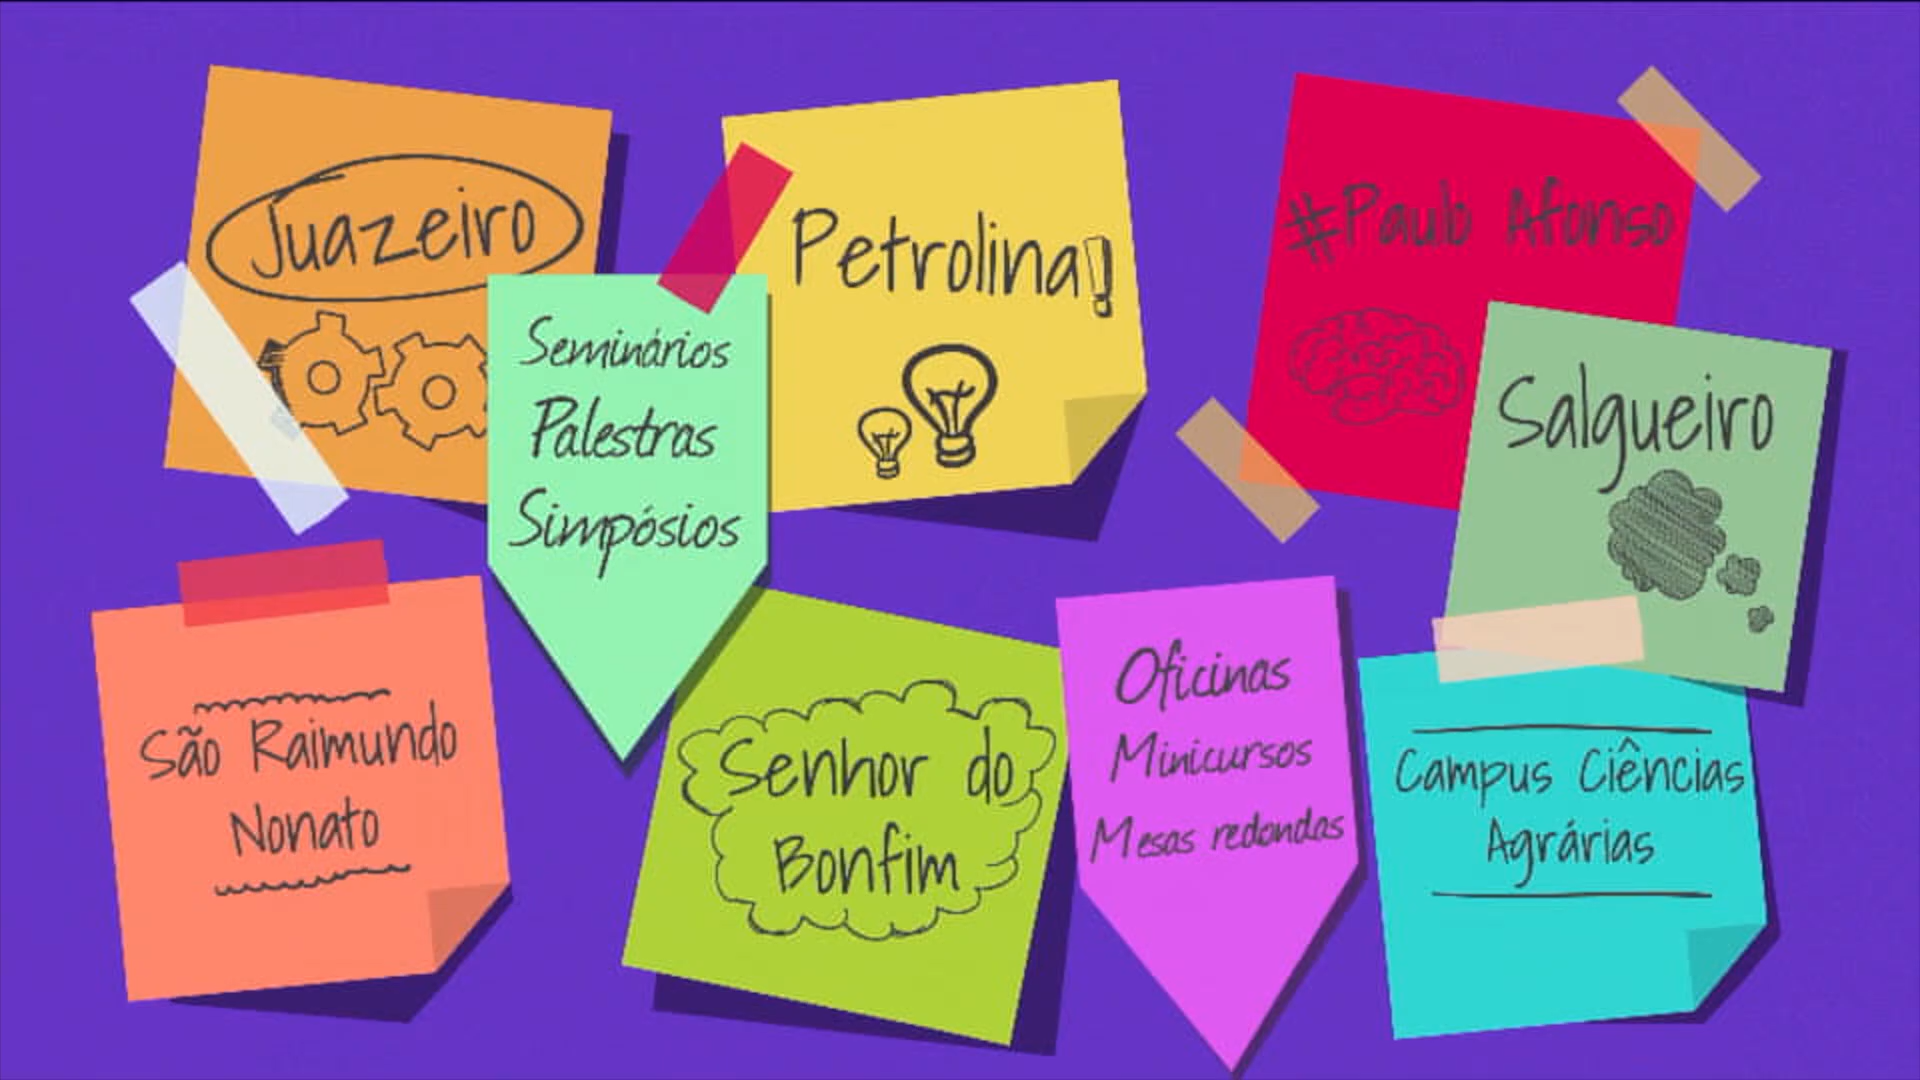 Juazeiro
Petrolina!
#Paulo Afonso
Seminários
Palestras
Simpósios
Salgueiro
São Raimundo
Nonato
Senhor do
Bonfim
Oficinas
Minicursos
Mesas redondas
Campus Ciências
Agrárias